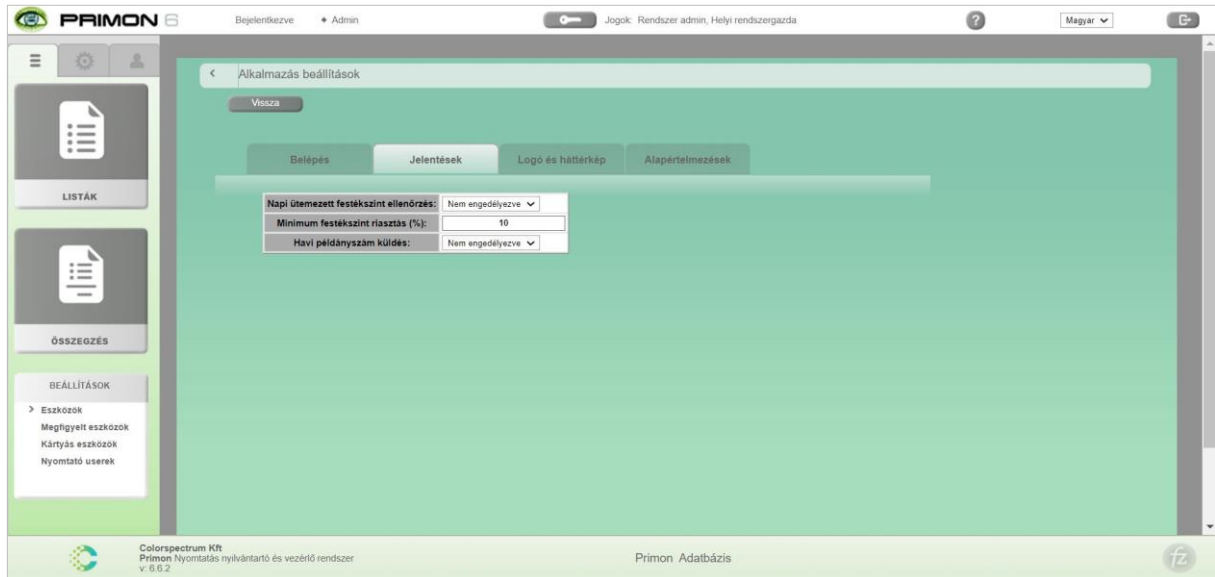 PRIMON 6
Bejelentkezve
Admin
Jogok: Rendszer admin, Helyi rendszergazda
?
Magyar
Alkalmazás beállítások
Vissza
LISTÁK
ÖSSZEGZÉS
BEÁLLÍTÁSOK
> Eszközök
Megfigyelt eszközök
Kártyás eszközök
Nyomtató userek
Belépés
Jelentések
Logó és háttérkép
Alapértelmezések
Napi ütemezett festékszint ellenőrzés: Nem engedélyezve
Minimum festékszint riasztás (%): 10
Havi példányszám küldés: Nem engedélyezve
Colorspectrum Kft
Primon Nyomtatás nyilvántartó és vezérlő rendszer
v: 6.6.2
Primon Adatbázis
fz